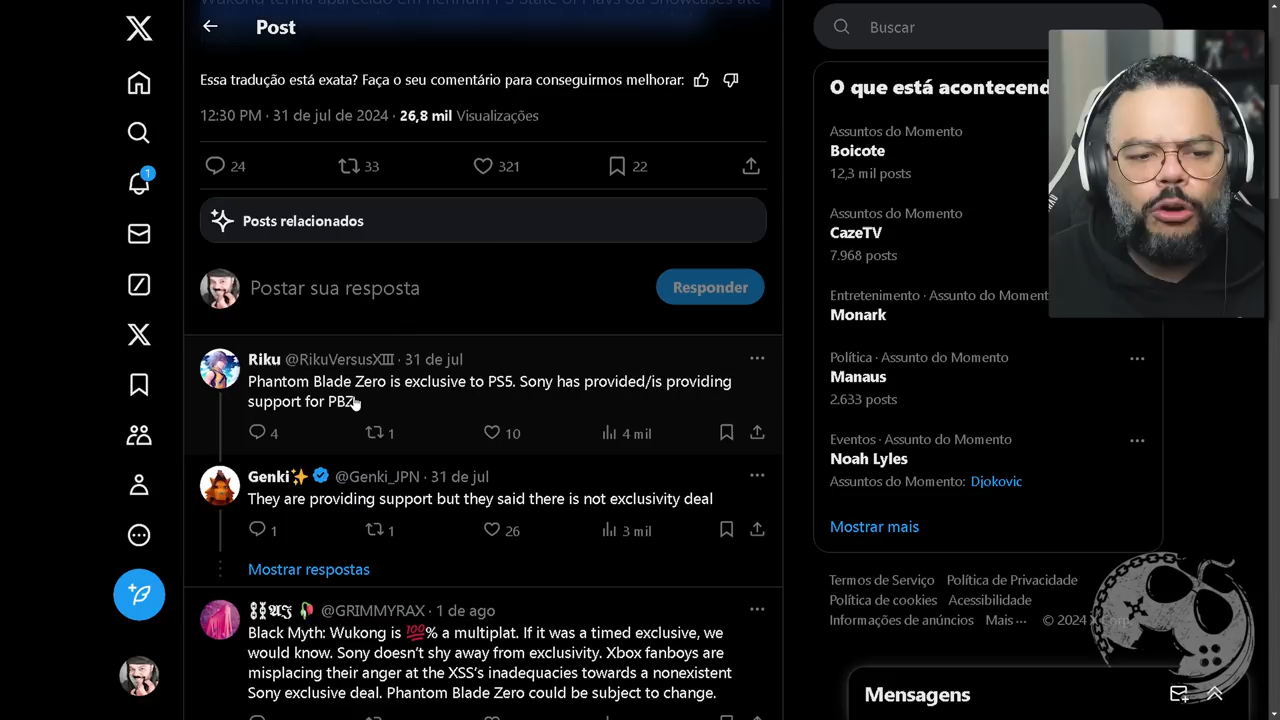 Post
Essa tradução está exata? Faça o seu comentário para conseguirmos melhorar:
12:30 PM · 31 de jul de 2024 · 26,8 mil Visualizações
24 33 321 22
Posts relacionados
Postar sua resposta
Responder
Riku @RikuVersusXIII · 31 de jul
Phantom Blade Zero is exclusive to PS5. Sony has provided/is providing
support for PBZ
4 1 10 4 mil
Genki✨ @Genki_JPN · 31 de jul
They are providing support but they said there is not exclusivity deal
1 1 26 3 mil
Mostrar respostas
@GRIMMYRAX · 1 de ago
Black Myth: Wukong is 💯% a multiplat. If it was a timed exclusive, we
would know. Sony doesn't shy away from exclusivity. Xbox fanboys are
misplacing their anger at the XSS's inadequacies towards a nonexistent
Sony exclusive deal. Phantom Blade Zero could be subject to change.
1
Buscar
O que está acontecend
Assuntos do Momento
Boicote
12,3 mil posts
Assuntos do Momento
CazeTV
7.968 posts
Entretenimento · Assunto do Moment
Monark
Política · Assunto do Momento
Manaus
2.633 posts
Eventos · Assunto do Momento
Noah Lyles
Assuntos do Momento: Djokovic
Mostrar mais
Termos de Serviço Política de Privacidade
Política de cookies Acessibilidade
Informações de anúncios Mais ··· © 2024 X Corp.
Mensagens